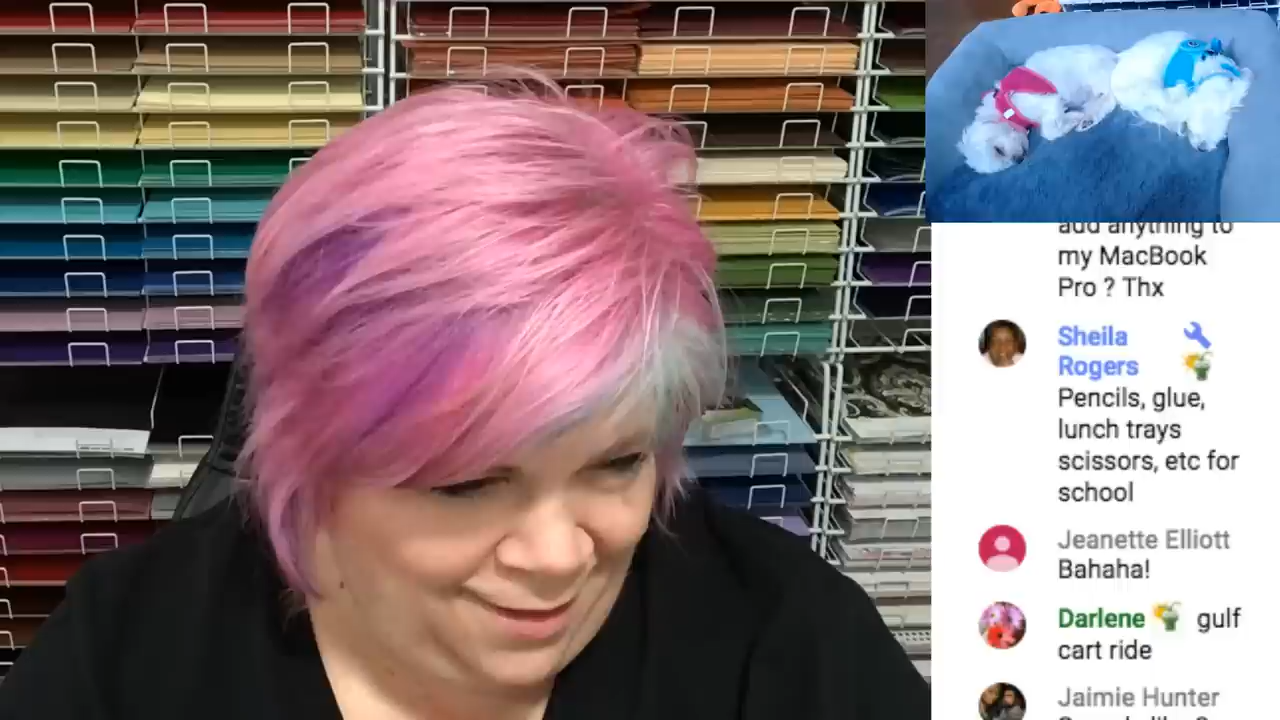 add anything to
my MacBook
Pro ? Thx
Sheila
Rogers
Pencils, glue,
lunch trays
scissors, etc for
school
Jeanette Elliott
Bahaha!
Darlene gulf
cart ride
Jaimie Hunter